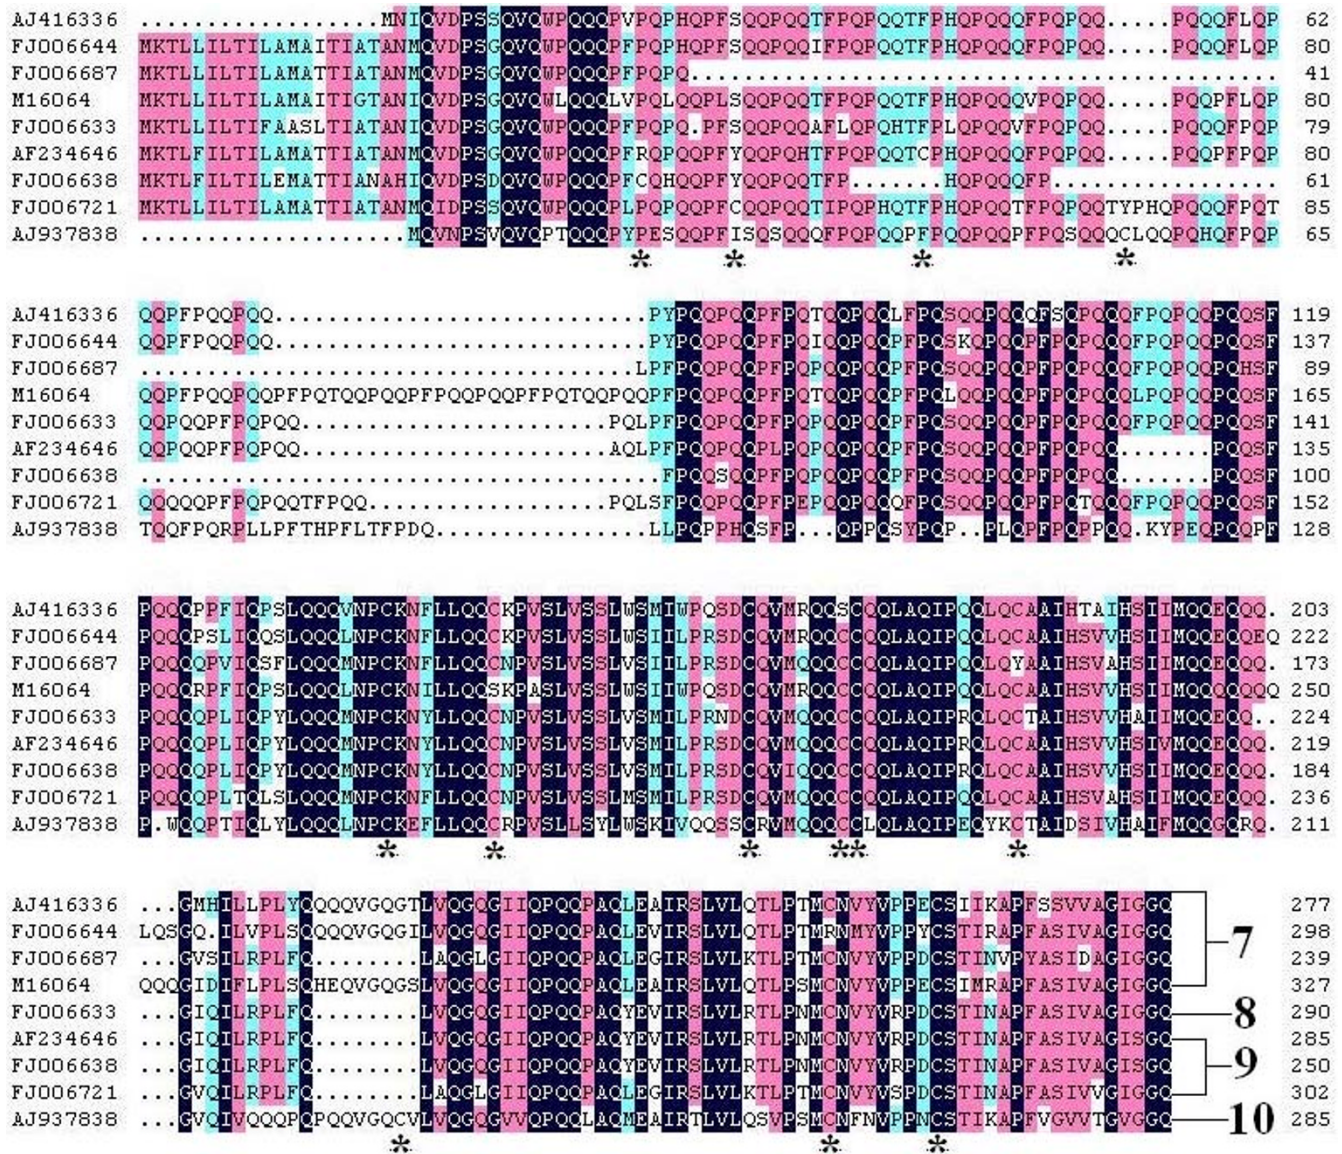 AJ416336 ..................MNIQVDPSSQVQWPQQQPVPQPHQPFSQQPQQTFPQPQQTFPHQPQQQFPQPQQ.....PQQQFLQP 62
FJ006644 MKTLLILTILAMAITIATANMQVDPSGQVQWPQQQPFPQPHQPFSQQPQQIFPQPQQTFPHQPQQQFPQPQQ.....PQQQFLQP 80
FJ006687 MKTLLILTILAMATTIATANMQVDPSGQVQWPQQQPFPQPQ............................................ 41
M16064 MKTLLILTILAMAITIGTANIQVDPSGQVQWLQQQLVPQLQQPLSQQPQQTFPQPQQTFPHQPQQQVPQPQQ.....PQQPFLQP 80
FJ006633 MKTLLILTIFAASLTIATANIQVDPSGQVQWPQQQPFPQPQ.PFSQQPQQAFLQPQHTFPLQPQQVFPQPQQ.....PQQQFPQP 79
AF234646 MKTLFILTILAMATTIATANMQVDPSGQVQWPQQQPFRQPQQPFYQQPQHTFPQPQQTCPHQPQQQFPQPQQ.....PQQPFPQP 80
FJ006638 MKTLFILTILEMATTIANAHIQVDPSDQVQWPQQQPFCQHQQPFYQQPQQTFP.......HQPQQQFP................. 61
FJ006721 MKTLLILTILAMATTIATANMQIDPSSQVQWPQQQPLPQPQQPFCQQPQQTIPQPHQTFPHQPQQTFPQPQQTYPHQPQQQFPQT 85
AJ937838 ....................MQVNPSVQVQPTQQQPYPESQQPFISQSQQQFPQPQQPFPQQPQQPFPQSQQQCLQQPQHQFPQP 65
* * * *
AJ416336 QQPFPQQPQQ............................PYPQQPQQPFPQTQQPQQLFPQSQQPQQQFSQPQQQFPQPQQPQQSF 119
FJ006644 QQPFPQQPQQ............................PYPQQPQQPFPQIQQPQQPFPQSKQPQQPFPQPQQQFPQPQQPQQSF 137
FJ006687 .....................................LPFPQQPQQPFPQPQQPQQPFPQSQQPQQPFPQPQQQFPQPQQPQHSF 89
M16064 QQPFPQQPQQPFPQTQQPQQPFPQQPQQPFPQTQQPQQPFPQQPQQPFPQTQQPQQPFPQLQQPQQPFPQPQQQLPQPQQPQQSF 165
FJ006633 QQPQQPFPQPQQ.......................PQLPFPQQPQQPFPQPQQPQQPFPQSQQPQQPFPQPQQQFPQPQQPQQSF 141
AF234646 QQPQQPFPQPQQ.......................AQLPFPQQPQQPLPQPQQPQQPFPQSQQPQQPFPQPQQ.......PQQSF 135
FJ006638 .......................................FPQQSQQPFPQPQQPQQPFPQSQQPQQPFPQPQQ.......PQQSF 100
FJ006721 QQQQQPFPQPQQTFPQQ..................PQLSFPQQPQQPFPEPQQPQQQFPQSQQPQQPFPQTQQQFPQPQQPQQSF 152
AJ937838 TQQFPQRPLLPFTHPFLTFPDQ................LLPQQPPHQSFP...QPPQSYPQP..PLQPFPQPPQQ.KYPEQPQQPF 128
AJ416336 PQQQPPFIQPSLQQQVNPCKNFLLQQCKPVSLVSSLWSMIWPQSDCQVMRQQSCQQLAQIPQQLQCAAIHTAIHSIIMQQEQQ. 203
FJ006644 PQQQPSLIQQSLQQQLNPCKNFLLQQCKPVSLVSSLWSIILPRSDCQVMRQQCCQQLAQIPQQLQCAAIHSVVHSIIMQQEQQEQ 222
FJ006687 PQQQQPVIQSFLQQQMNPCKNFLLQQCNPVSLVSSLVSIILPRSDCQVMQQQCCQQLAQIPQQLQYAAIHSVAHSIIMQQEQQ. 173
M16064 PQQQRPFIQPSLQQQLNPCKNILLQQSKPASLVSSLWSIIWPQSDCQVMRQQCCQQLAQIPQQLQCAAIHSVVHSIIMQQQQQQQ 250
FJ006633 PQQQQPLIQPYLQQQMNPCKNYLLQQCNPVSLVSSLVSMILPRNDCQVMQQQCCQQLAQIPRQLQCTAIHSVVHAIIMQQEQQ.. 224
AF234646 PQQQQPLIQPYLQQQMNPCKNYLLQQCNPVSLVSSLVSMILPRSDCQVMQQQCCQQLAQIPRQLQCAAIHSVVHSIVMQQEQQQ. 219
FJ006638 PQQQQPLIQPYLQQQMNPCKNYLLQQCNPVSLVSSLVSMILPRSDCQVIQQQCCQQLAQIPRQLQCAAIHSVVHSIIMQQEQQQ. 184
FJ006721 PQQQQPLTQLSLQQQMNPCKNFLLQQCNPVSLVSSLMSMILPRSDCQVMQQQCCQQLAQIPQQLQCAAIHSVAHSIIMQQEQQQ. 236
AJ937838 P.WQQPTIQLYLQQQLNPCKEFLLQQCRPVSLLSYLWSKIVQQSSCRVMQQQCCLQLAQIPEQYKCTAIDSIVHAIFMQQGQRQ. 211
* * * ** *
AJ416336 ...GMHILLPLYQQQQVGQGTLVQGQGIIQPQQPAQLEAIRSLVLQTLPTMCNVYVPPECSIIKAPFSSVVAGIGGQ 277
FJ006644 LQSGQ.ILVPLSQQQQVGQGILVQGQGIIQPQQPAQLEVIRSLVLQTLPTMRNMYVPPYCSTIRAPFASIVAGIGGQ 298
FJ006687 ...GVSILRPLFQ........LAQGLGIIQPQQPAQLEGIRSLVLKTLPTMCNVYVPPDCSTINVPYASIDAGIGGQ 239
M16064 QQQGIDIFLPLSQHEQVGQGSLVQGQGIIQPQQPAQLEAIRSLVLQTLPSMCNVYVPPECSIMRAPFASIVAGIGGQ 327
7
FJ006633 ...GIQILRPLFQ........LVQGQGIIQPQQPAQYEVIRSLVLRTLPNMCNVYVRPDCSTINAPFASIVAGISGQ 290
8
AF234646 ...GIQILRPLFQ........LVQGQGIIQPQQPAQYEVIRSLVLRTLPNMCNVYVRPDCSTINAPFASIVAGISGQ 285
FJ006638 ...GIQILRPLFQ........LVQGQGIIQPQQPAQYEVIRSLVLRTLPNMCNVYVRPDCSTINAPFASIVAGISGQ 250
FJ006721 ...GVQILRPLFQ........LAQGLGIIQPQQPAQLEGIRSLVLKTLPTMCNVYVSPDCSTINAPFASIVVGIGGQ 302
9
AJ937838 ...GVQIVQQQPQPQQVGQCVLVQGQGVVQPQQLAQMEAIRTLVLQSVPSMCNFNVPPNCSTIKAPFVGVVTGVGGQ 285
10
* * *